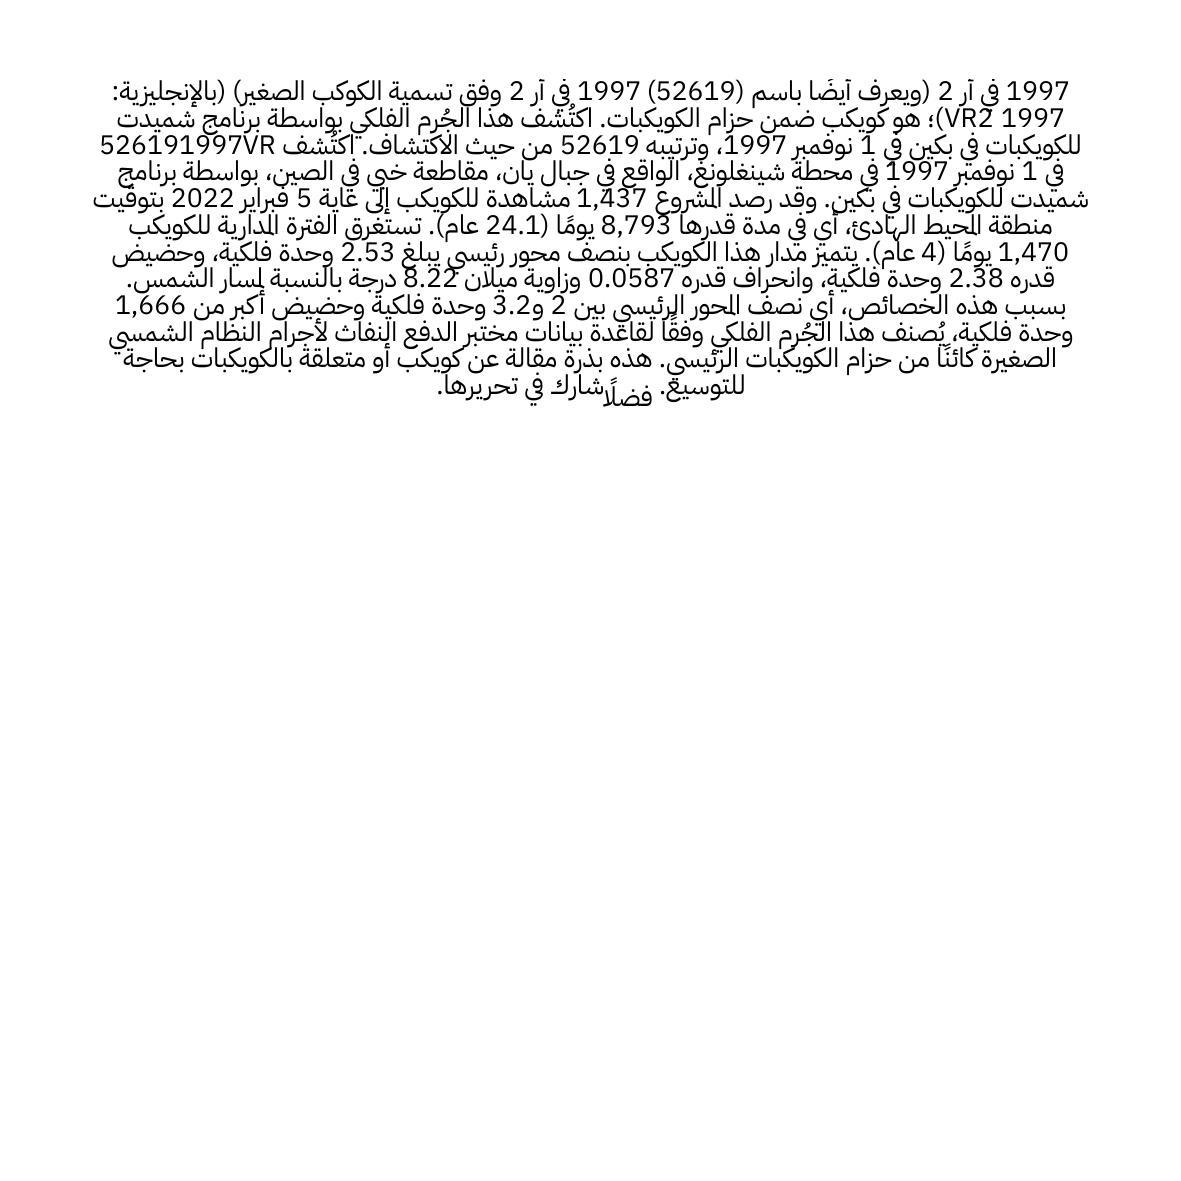 1997 في آر 2 (ويعرف أيضًا باسم (52619) 1997 في آر 2 وفق تسمية الكوكب الصغير) (بالإنجليزية:
1997 VR2)؛ هو كويكب ضمن حزام الكويكبات. اكتُشف هذا الجُرم الفلكي بواسطة برنامج شميدت
للكويكبات في بكين في 1 نوفمبر 1997، وترتيبه 52619 من حيث الاكتشاف. اكتُشف 526191997VR
في 1 نوفمبر 1997 في محطة شينغلونغ، الواقع في جبال يان، مقاطعة خبي في الصين، بواسطة برنامج
شميدت للكويكبات في بكين. وقد رصد المشروع 1,437 مشاهدة للكويكب إلى غاية 5 فبراير 2022 بتوقيت
منطقة المحيط الهادئ، أي في مدة قدرها 8,793 يومًا (24.1 عام). تستغرق الفترة المدارية للكويكب
1,470 يومًا (4 عام). يتميز مدار هذا الكويكب بنصف محور رئيسي يبلغ 2.53 وحدة فلكية، وحضيض
قدره 2.38 وحدة فلكية، وانحراف قدره 0.0587 وزاوية ميلان 8.22 درجة بالنسبة لمسار الشمس.
بسبب هذه الخصائص، أي نصف المحور الرئيسي بين 2 و3.2 وحدة فلكية وحضيض أكبر من 1,666
وحدة فلكية، يُصنف هذا الجُرم الفلكي وفقًا لقاعدة بيانات مختبر الدفع النفاث لأجرام النظام الشمسي
الصغيرة كائنًا من حزام الكويكبات الرئيسي. هذه بذرة مقالة عن كويكب أو متعلقة بالكويكبات بحاجة
للتوسيع. فضلًا شارك في تحريرها.